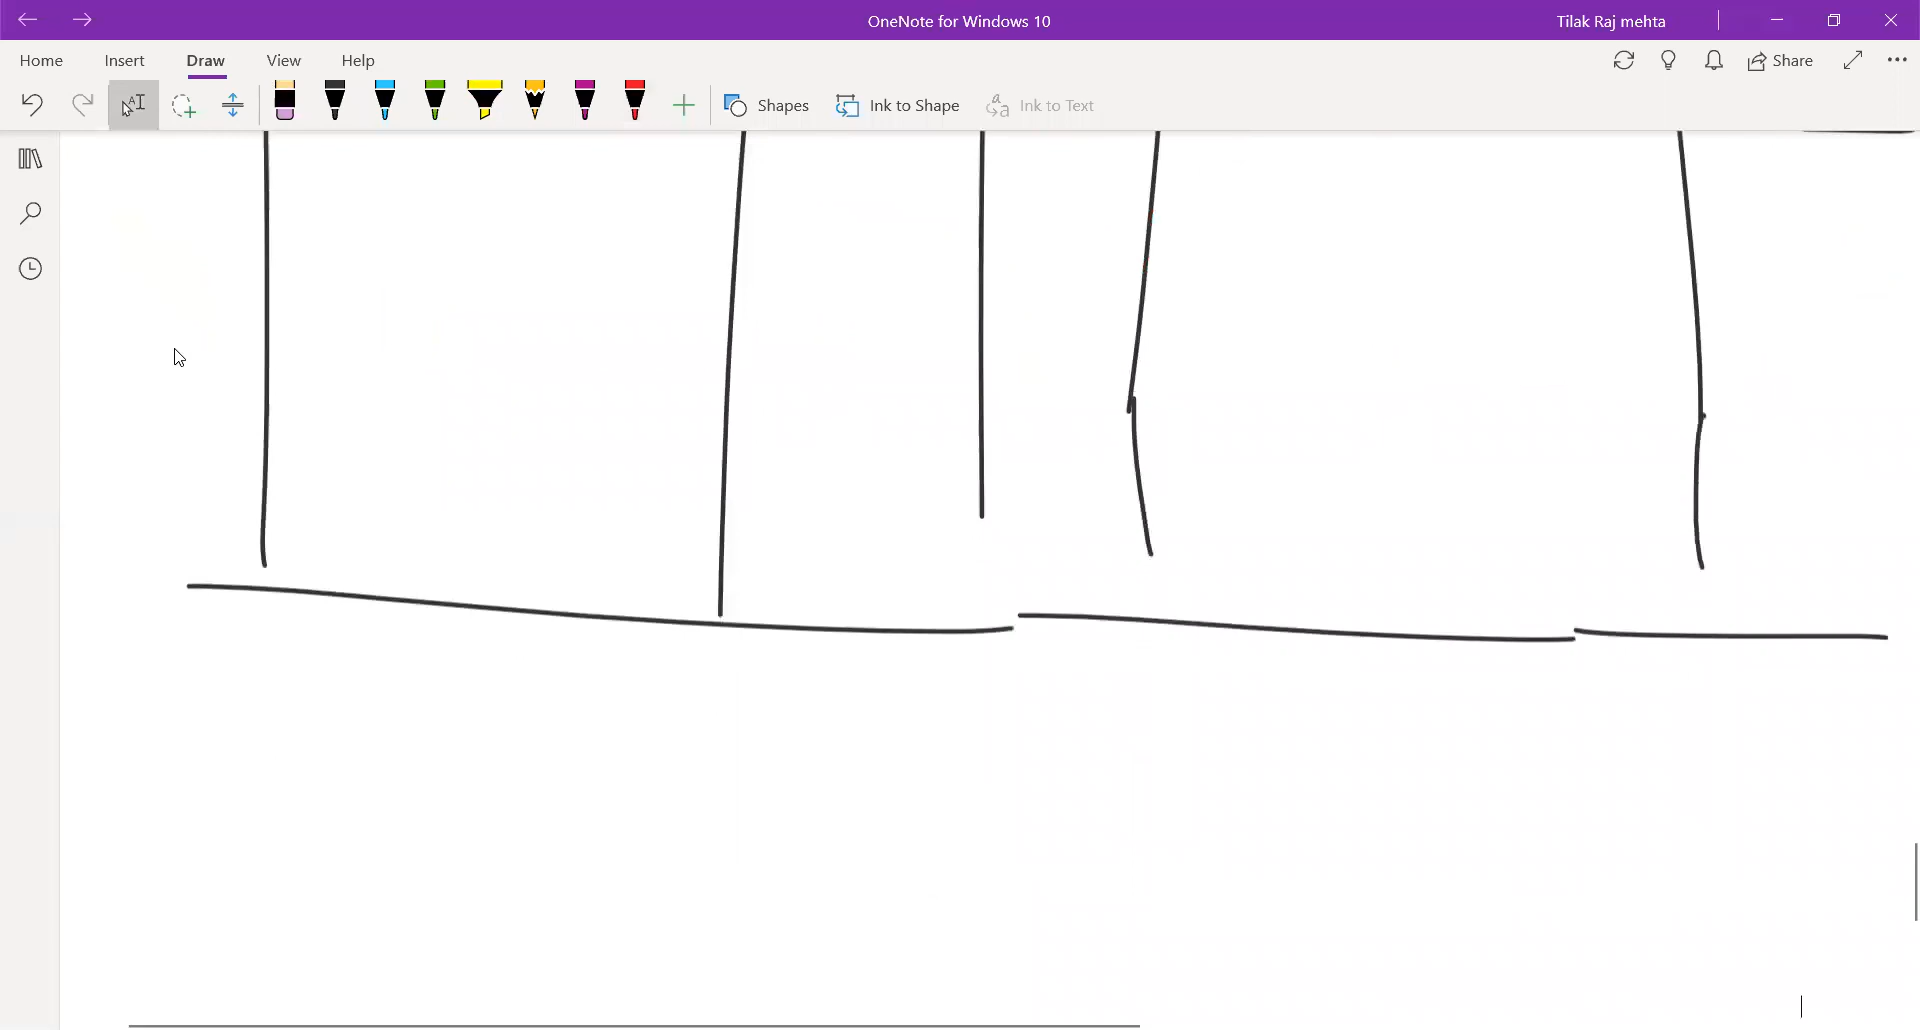 OneNote for Windows 10
Tilak Raj mehta
Home Insert Draw View Help
Share
Shapes
Ink to Shape
Ink to Text